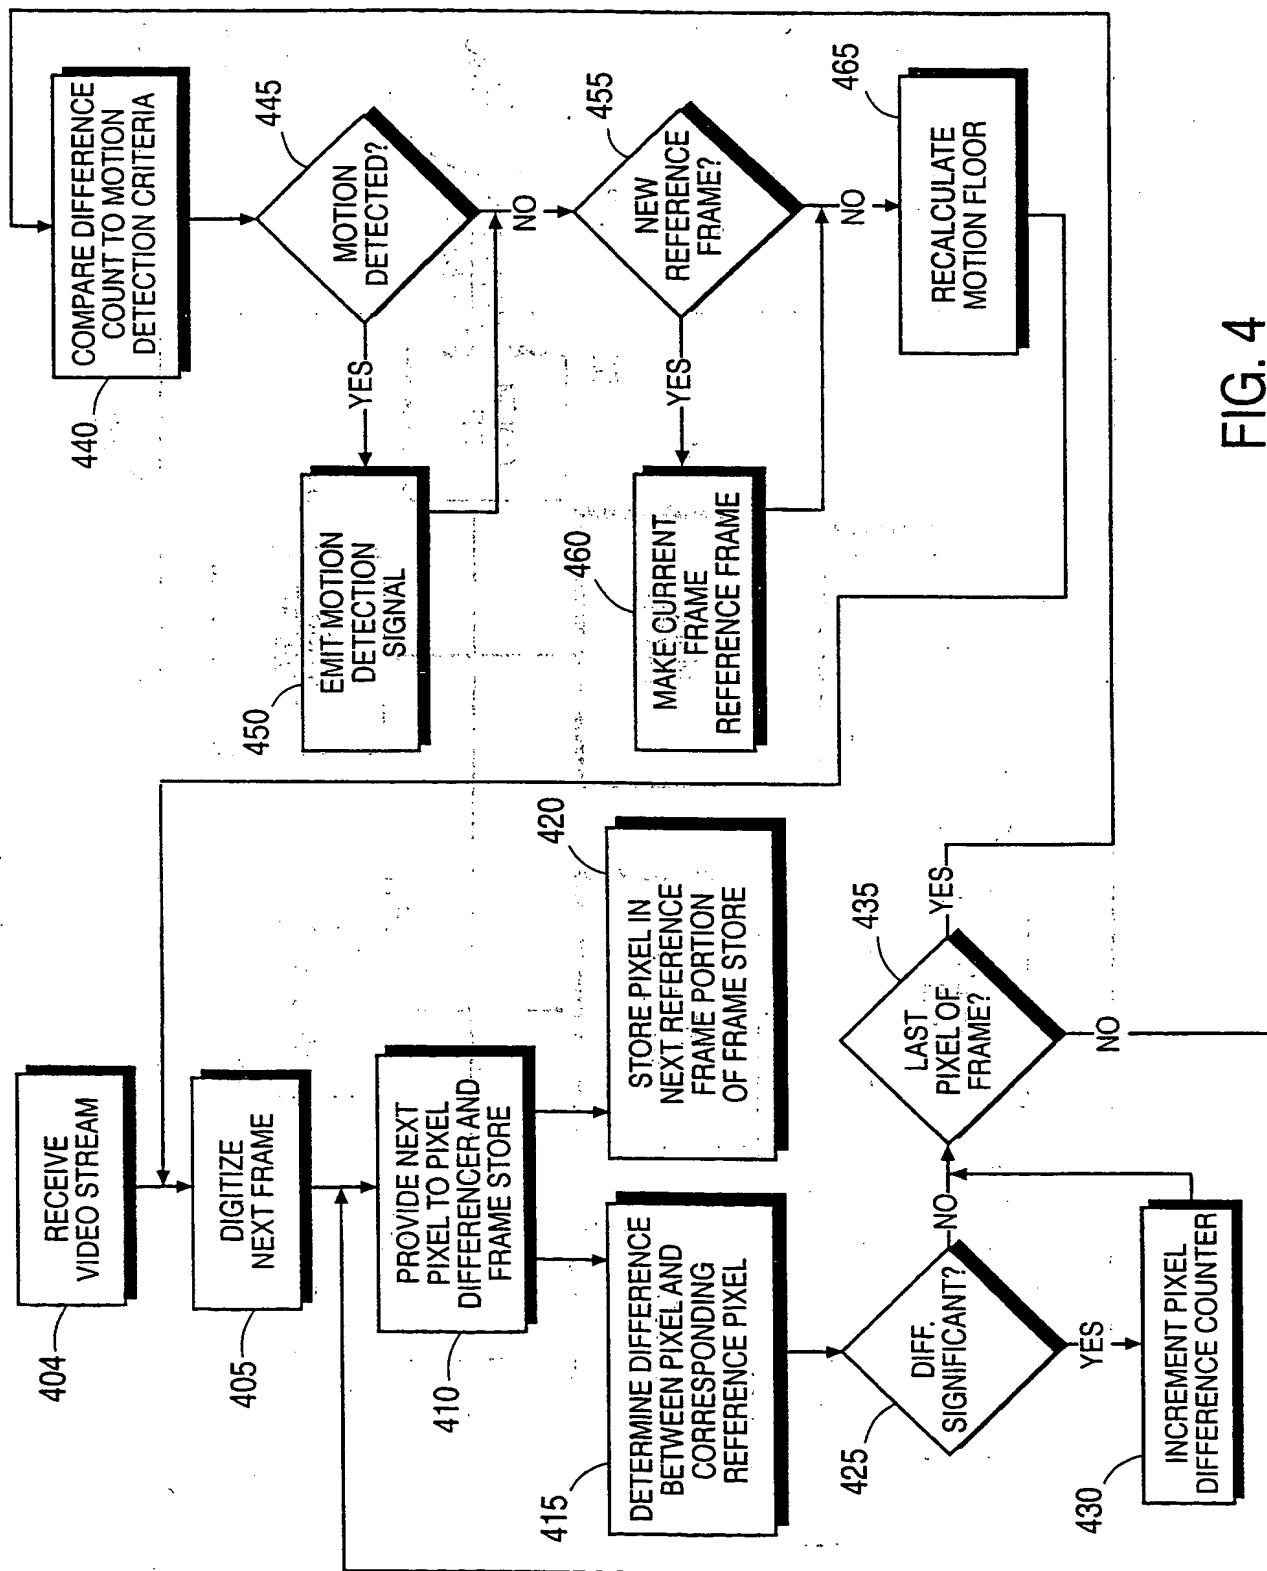 404
RECEIVE
VIDEO STREAM
405
DIGITIZE
NEXT FRAME
410
PROVIDE NEXT
PIXEL TO PIXEL
DIFFERENCER AND
FRAME STORE
415
DETERMINE DIFFERENCE
BETWEEN PIXEL AND
CORRESPONDING
REFERENCE PIXEL
420
STORE PIXEL IN
NEXT REFERENCE
FRAME PORTION
OF FRAME STORE
425
DIFF.
SIGNIFICANT?
NO
YES
430
INCREMENT PIXEL
DIFFERENCE COUNTER
435
LAST
PIXEL OF
FRAME?
YES
NO
440
COMPARE DIFFERENCE
COUNT TO MOTION
DETECTION CRITERIA
445
MOTION
DETECTED?
YES
NO
450
EMIT MOTION
DETECTION
SIGNAL
455
NEW
REFERENCE
FRAME?
YES
NO
460
MAKE CURRENT
FRAME
REFERENCE FRAME
465
RECALCULATE
MOTION FLOOR
FIG. 4